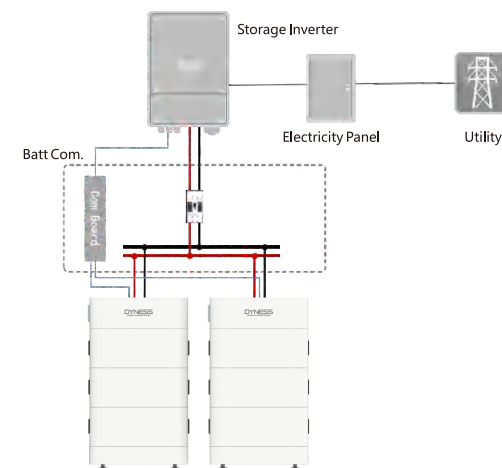 Storage Inverter
Electricity Panel
Utility
Batt Com.
Com Board
DYNESS
DYNESS